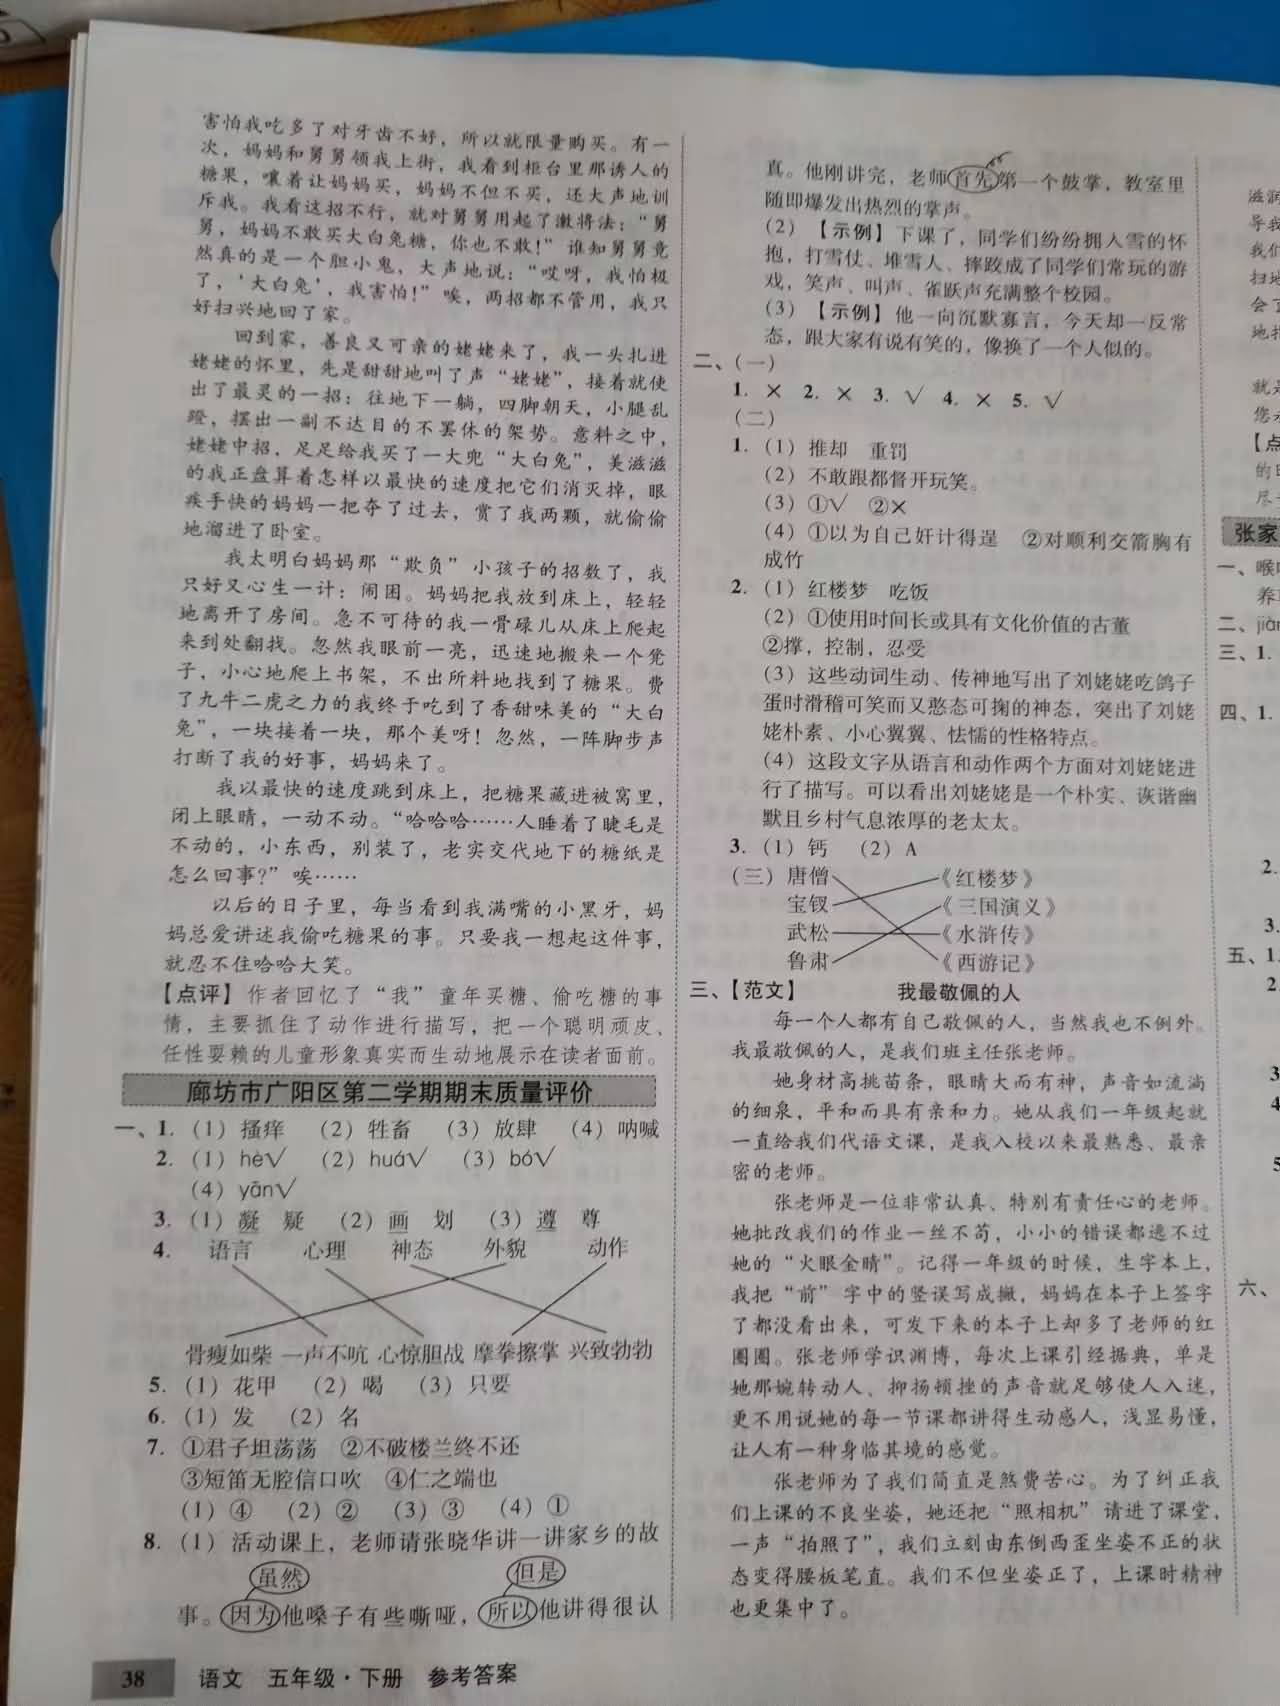 害怕我吃多了对牙齿不好，所以就限量购买。有一
次，妈妈和舅舅领我上街，我看到柜台里那诱人的
糖果，嚷着让妈妈买，妈妈不但不买，还大声地训
斥我。我看这招不行，就对舅舅用起了激将法：“舅
舅，妈妈不敢买大白兔糖，你也不敢！”谁知舅舅竟
然真的是一个胆小鬼，大声地说：“哎呀，我怕极
了，‘大白兔’，我害怕！”唉，两招都不管用，我只
好扫兴地回了家。
回到家，善良又可亲的姥姥来了，我一头扎进
姥姥的怀里，先是甜甜地叫了声“姥姥”，接着就使
出了最灵的一招：往地下一躺，四脚朝天，小腿乱
蹬，摆出一副不达目的不罢休的架势。意料之中，
姥姥中招，足足给我买了一大兜“大白兔”，美滋滋
的我正盘算着怎样以最快的速度把它们消灭掉，眼
疾手快的妈妈一把夺了过去，赏了我两颗，就偷偷
地溜进了卧室。
我太明白妈妈那“欺负”小孩子的招数了，我
只好又心生一计：闹困。妈妈把我放到床上，轻轻
地离开了房间。急不可待的我一骨碌儿从床上爬起
来到处翻找。忽然我眼前一亮，迅速地搬来一个凳
子，小心地爬上书架，不出所料地找到了糖果。费
了九牛二虎之力的我终于吃到了香甜味美的“大白
兔”，一块接着一块，那个美呀！忽然，一阵脚步声
打断了我的好事，妈妈来了。
我以最快的速度跳到床上，把糖果藏进被窝里，
闭上眼睛，一动不动。“哈哈哈……人睡着了睫毛是
不动的，小东西，别装了，老实交代地下的糖纸是
怎么回事？”唉……
以后的日子里，每当看到我满嘴的小黑牙，妈
妈总爱讲述我偷吃糖果的事。只要我一想起这件事，
就忍不住哈哈大笑。
【点评】作者回忆了“我”童年买糖、偷吃糖的事
情，主要抓住了动作进行描写，把一个聪明顽皮、
任性耍赖的儿童形象真实而生动地展示在读者面前。
廊坊市广阳区第二学期期末质量评价
一、1.（1）搔痒 （2）牲畜 （3）放肆 （4）呐喊
2.（1）hè√ （2）huá√ （3）bó√
（4）yān√
3.（1）凝 疑 （2）画 划 （3）遵 尊
4. 语言 心理 神态 外貌 动作
骨瘦如柴 一声不吭 心惊胆战 摩拳擦掌 兴致勃勃
5.（1）花甲 （2）喝 （3）只要
6.（1）发 （2）名
7. ①君子坦荡荡 ②不破楼兰终不还
③短笛无腔信口吹 ④仁之端也
（1）④ （2）② （3）③ （4）①
8.（1）活动课上，老师请张晓华讲一讲家乡的故
虽然 但是
事。因为他嗓子有些嘶哑，所以他讲得很认
38 语文 五年级·下册 参考答案
真。他刚讲完，老师首先第一个鼓掌，教室里
随即爆发出热烈的掌声。
（2）【示例】下课了，同学们纷纷拥入雪的怀
抱，打雪仗、堆雪人、摔跤成了同学们常玩的游
戏，笑声、叫声、雀跃声充满整个校园。
（3）【示例】他一向沉默寡言，今天却一反常
态，跟大家有说有笑的，像换了一个人似的。
二、（一）
1. × 2. × 3. √ 4. × 5. √
（二）
1.（1）推却 重罚
（2）不敢跟都督开玩笑。
（3）①√ ②×
（4）①以为自己奸计得逞 ②对顺利交箭胸有
成竹
2.（1）红楼梦 吃饭
（2）①使用时间长或具有文化价值的古董
②撑，控制，忍受
（3）这些动词生动、传神地写出了刘姥姥吃鸽子
蛋时滑稽可笑而又憨态可掬的神态，突出了刘姥
姥朴素、小心翼翼、怯懦的性格特点。
（4）这段文字从语言和动作两个方面对刘姥姥进
行了描写。可以看出刘姥姥是一个朴实、诙谐幽
默且乡村气息浓厚的老太太。
3.（1）钙 （2）A
（三）唐僧 《红楼梦》
宝钗 《三国演义》
武松 《水浒传》
鲁肃 《西游记》
三、【范文】 我最敬佩的人
每一个人都有自己敬佩的人，当然我也不例外。
我最敬佩的人，是我们班主任张老师。
她身材高挑苗条，眼睛大而有神，声音如流淌
的细泉，平和而具有亲和力。她从我们一年级起就
一直给我们代语文课，是我入校以来最熟悉、最亲
密的老师。
张老师是一位非常认真、特别有责任心的老师。
她批改我们的作业一丝不苟，小小的错误都逃不过
她的“火眼金睛”。记得一年级的时候，生字本上，
我把“前”字中的竖误写成撇，妈妈在本子上签字
了都没看出来，可发下来的本子上却多了老师的红
圈圈。张老师学识渊博，每次上课引经据典，单是
她那婉转动人、抑扬顿挫的声音就足够使人入迷，
更不用说她的每一节课都讲得生动感人，浅显易懂，
让人有一种身临其境的感觉。
张老师为了我们简直是煞费苦心。为了纠正我
们上课的不良坐姿，她还把“照相机”请进了课堂，
一声“拍照了”，我们立刻由东倒西歪坐姿不正的状
态变得腰板笔直。我们不但坐姿正了，上课时精神
也更集中了。
滋润
导我
我们
扫地
会了
地扫
就是
您示
【点
的日
尽
张家
一、喉
养
二、jiàn
三、1.
四、1.
2.
3.
五、1.
2.
3
4
5
六、